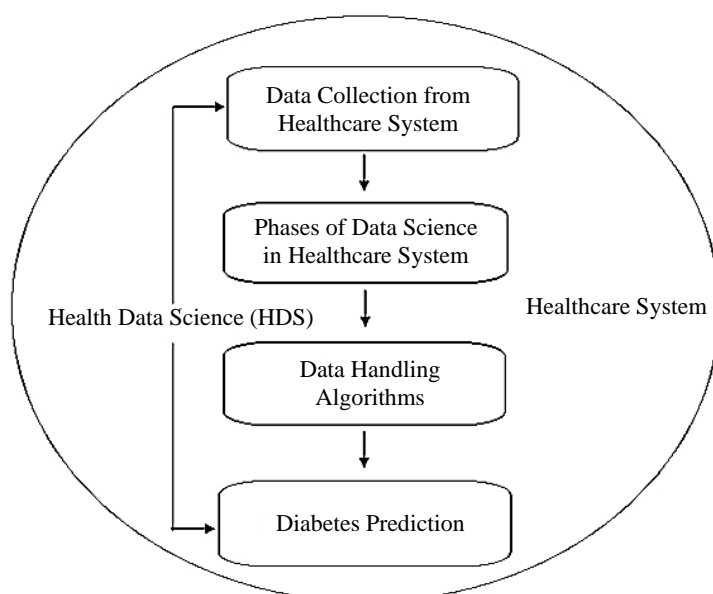 Data Collection from
Healthcare System
Phases of Data Science
in Healthcare System
Health Data Science (HDS)
Healthcare System
Data Handling
Algorithms
Diabetes Prediction